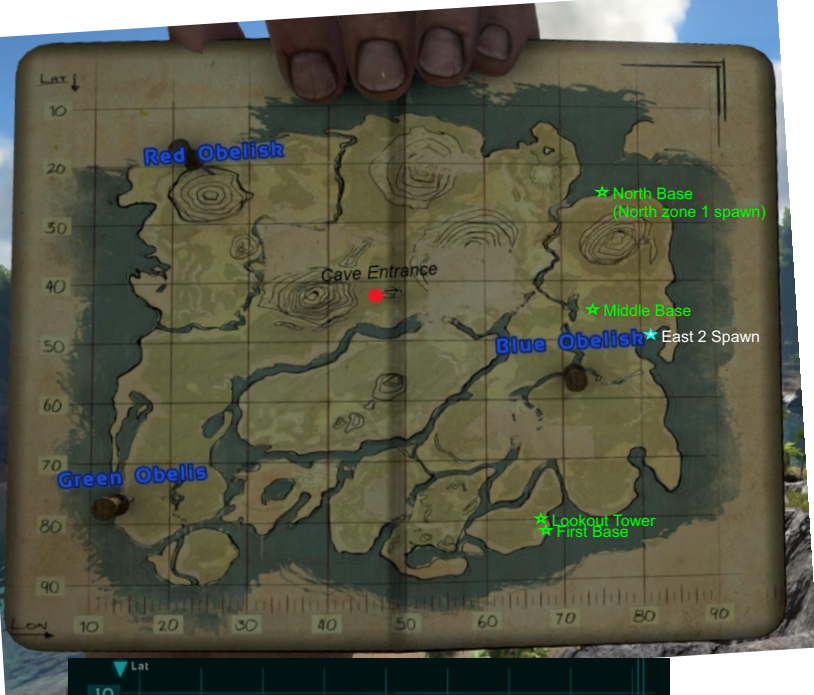 LAT
10
20
30
40
50
60
70
80
90
Red Obelisk
North Base
(North zone 1 spawn)
Cave Entrance
Middle Base
Blue Obelisk
East 2 Spawn
Green Obelis
Lookout Tower
First Base
LON
10 20 30 40 50 60 70 80 90
Lat
10